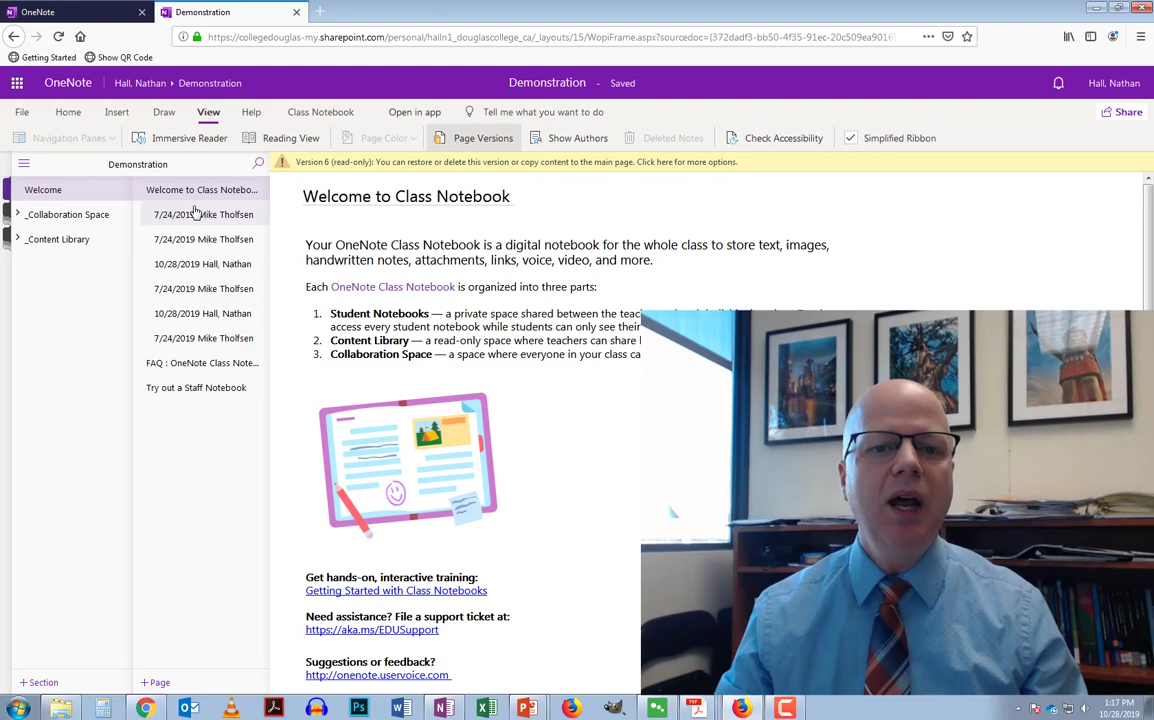 OneNote
Demonstration
https://collegedouglas-my.sharepoint.com/personal/halln1_douglascollege_ca/_layouts/15/WopiFrame.aspx?sourcedoc={372dadf3-bb50-4f35-91ec-20c509ea9016
Getting Started
Show QR Code
OneNote
Hall, Nathan ▸ Demonstration
Demonstration - Saved
Hall, Nathan
File Home Insert Draw View Help Class Notebook Open in app Tell me what you want to do
Share
Navigation Panes Immersive Reader Reading View Page Color Page Versions Show Authors Deleted Notes Check Accessibility Simplified Ribbon
Demonstration
Version 6 (read-only): You can restore or delete this version or copy content to the main page. Click here for more options.
Welcome
_Collaboration Space
_Content Library
Welcome to Class Notebo...
7/24/2019 Mike Tholfsen
7/24/2019 Mike Tholfsen
10/28/2019 Hall, Nathan
7/24/2019 Mike Tholfsen
10/28/2019 Hall, Nathan
7/24/2019 Mike Tholfsen
FAQ : OneNote Class Note...
Try out a Staff Notebook
Welcome to Class Notebook
Your OneNote Class Notebook is a digital notebook for the whole class to store text, images,
handwritten notes, attachments, links, voice, video, and more.
Each OneNote Class Notebook is organized into three parts:
1. Student Notebooks — a private space shared between the teac
access every student notebook while students can only see their
2. Content Library — a read-only space where teachers can share
3. Collaboration Space — a space where everyone in your class ca
Get hands-on, interactive training:
Getting Started with Class Notebooks
Need assistance? File a support ticket at:
https://aka.ms/EDUSupport
Suggestions or feedback?
http://onenote.uservoice.com
+ Section
+ Page
1:17 PM
10/28/2019